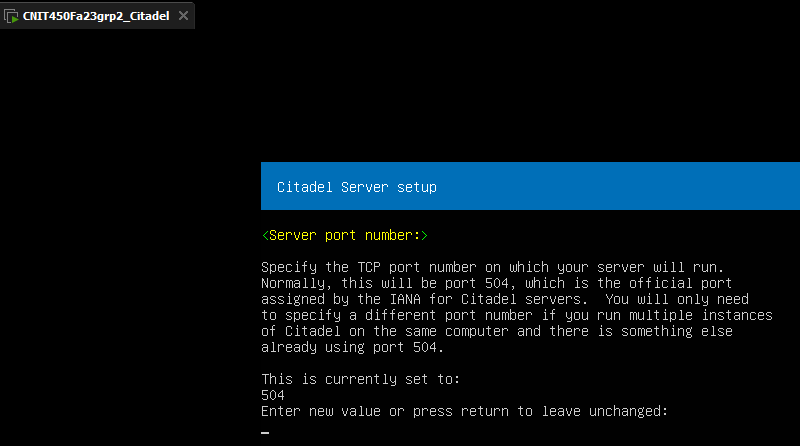 CNIT450Fa23grp2_Citadel
Citadel Server setup
<Server port number:>
Specify the TCP port number on which your server will run.
Normally, this will be port 504, which is the official port
assigned by the IANA for Citadel servers.  You will only need
to specify a different port number if you run multiple instances
of Citadel on the same computer and there is something else
already using port 504.
This is currently set to:
504
Enter new value or press return to leave unchanged: